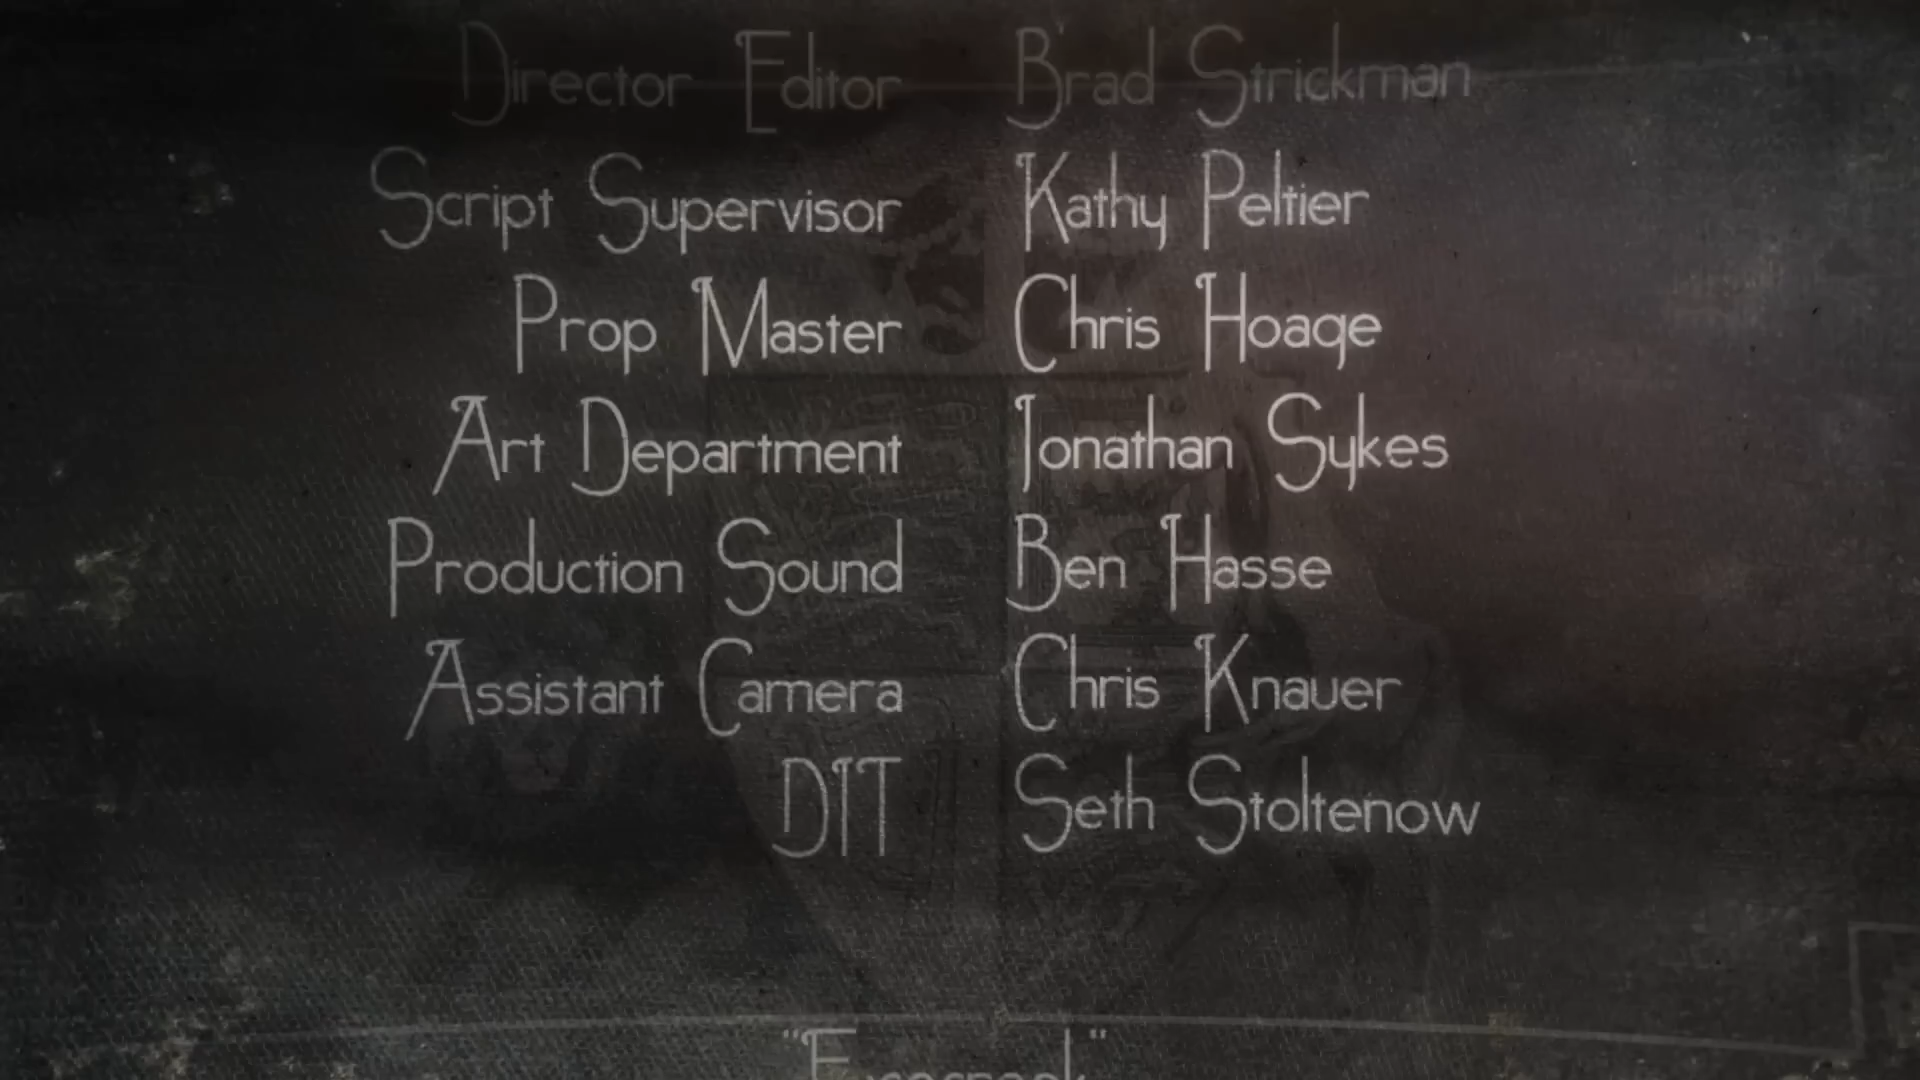 Director Editor Brad Strickman
Script Supervisor Kathy Peltier
Prop Master Chris Hoage
Art Department Jonathan Sykes
Production Sound Ben Hasse
Assistant Camera Chris Knauer
DIT Seth Stoltenow